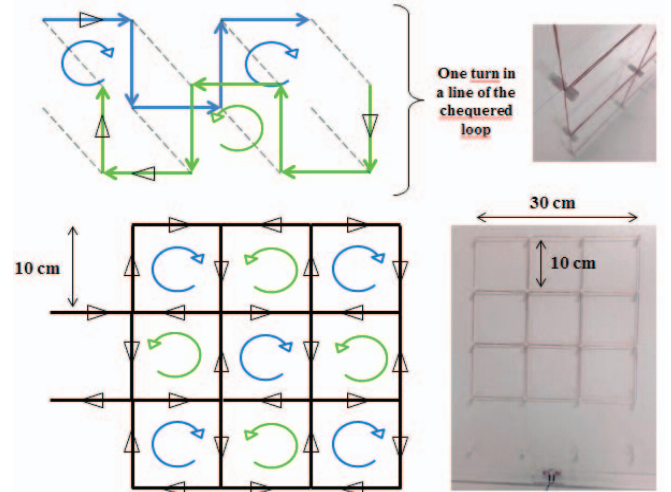 One turn in
a line of the
chequered
loop
30 cm
10 cm
10 cm